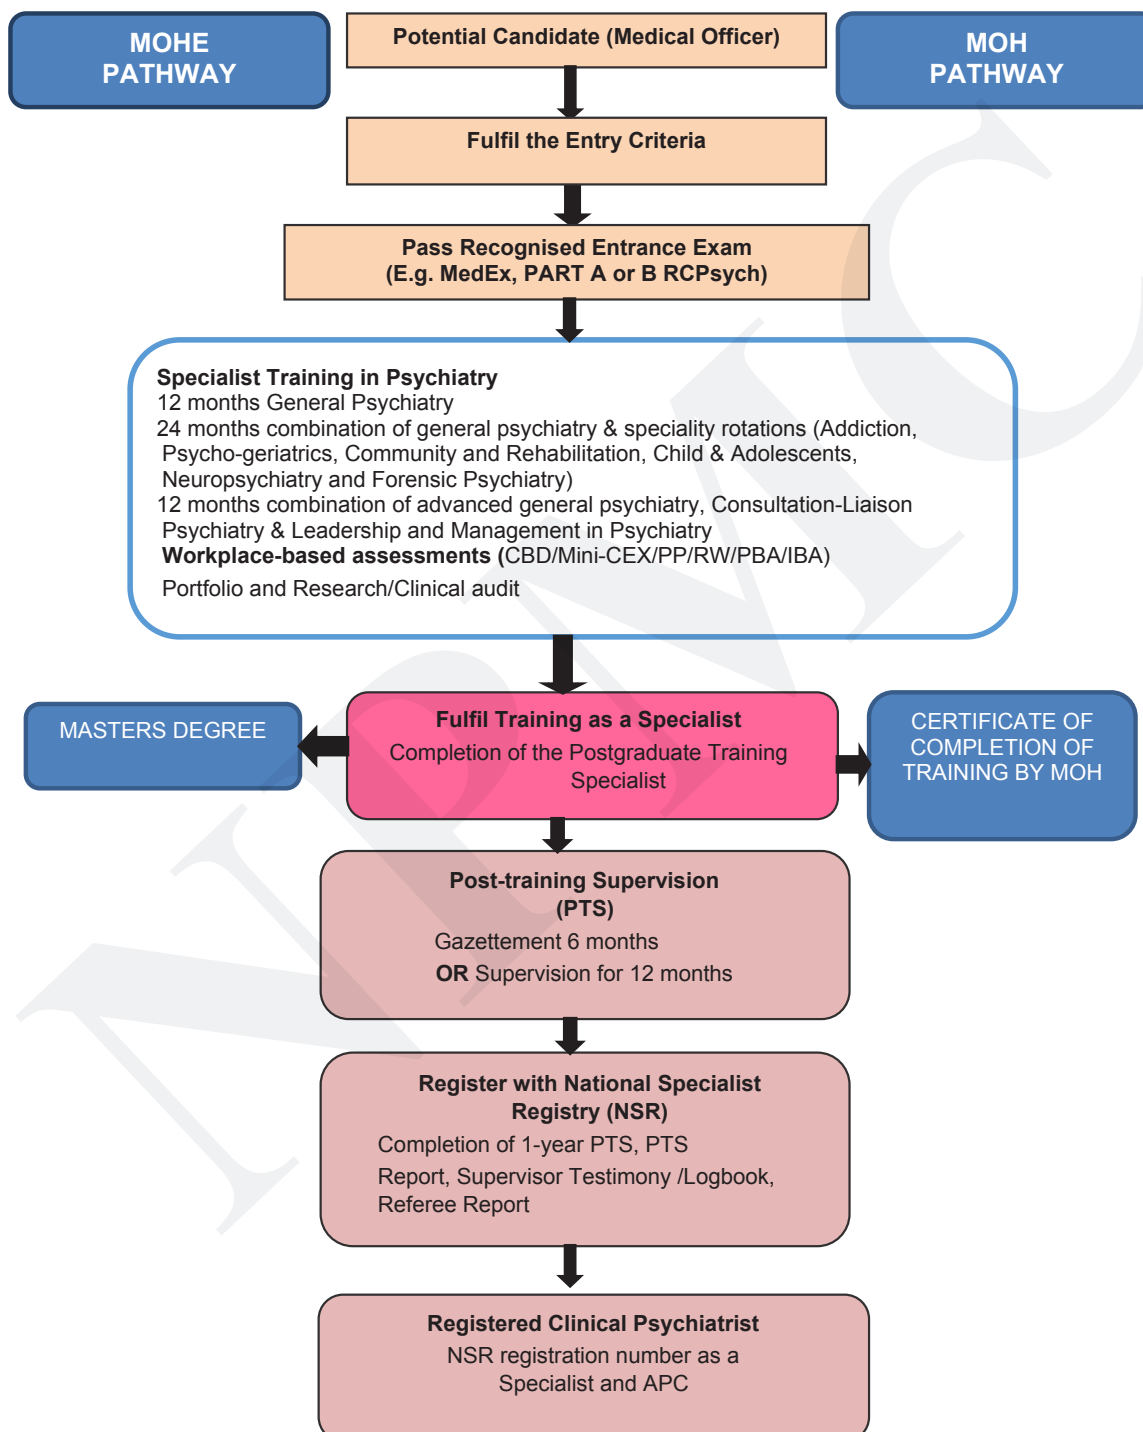 MOHE
PATHWAY
Potential Candidate (Medical Officer)
MOH
PATHWAY
Fulfil the Entry Criteria
Pass Recognised Entrance Exam
(E.g. MedEx, PART A or B RCPsych)
Specialist Training in Psychiatry
12 months General Psychiatry
24 months combination of general psychiatry & speciality rotations (Addiction,
Psycho-geriatrics, Community and Rehabilitation, Child & Adolescents,
Neuropsychiatry and Forensic Psychiatry)
12 months combination of advanced general psychiatry, Consultation-Liaison
Psychiatry & Leadership and Management in Psychiatry
Workplace-based assessments (CBD/Mini-CEX/PP/RW/PBA/IBA)
Portfolio and Research/Clinical audit
MASTERS DEGREE
Fulfil Training as a Specialist
Completion of the Postgraduate Training
Specialist
CERTIFICATE OF
COMPLETION OF
TRAINING BY MOH
Post-training Supervision
(PTS)
Gazettement 6 months
OR Supervision for 12 months
Register with National Specialist
Registry (NSR)
Completion of 1-year PTS, PTS
Report, Supervisor Testimony /Logbook,
Referee Report
Registered Clinical Psychiatrist
NSR registration number as a
Specialist and APC
NPMC